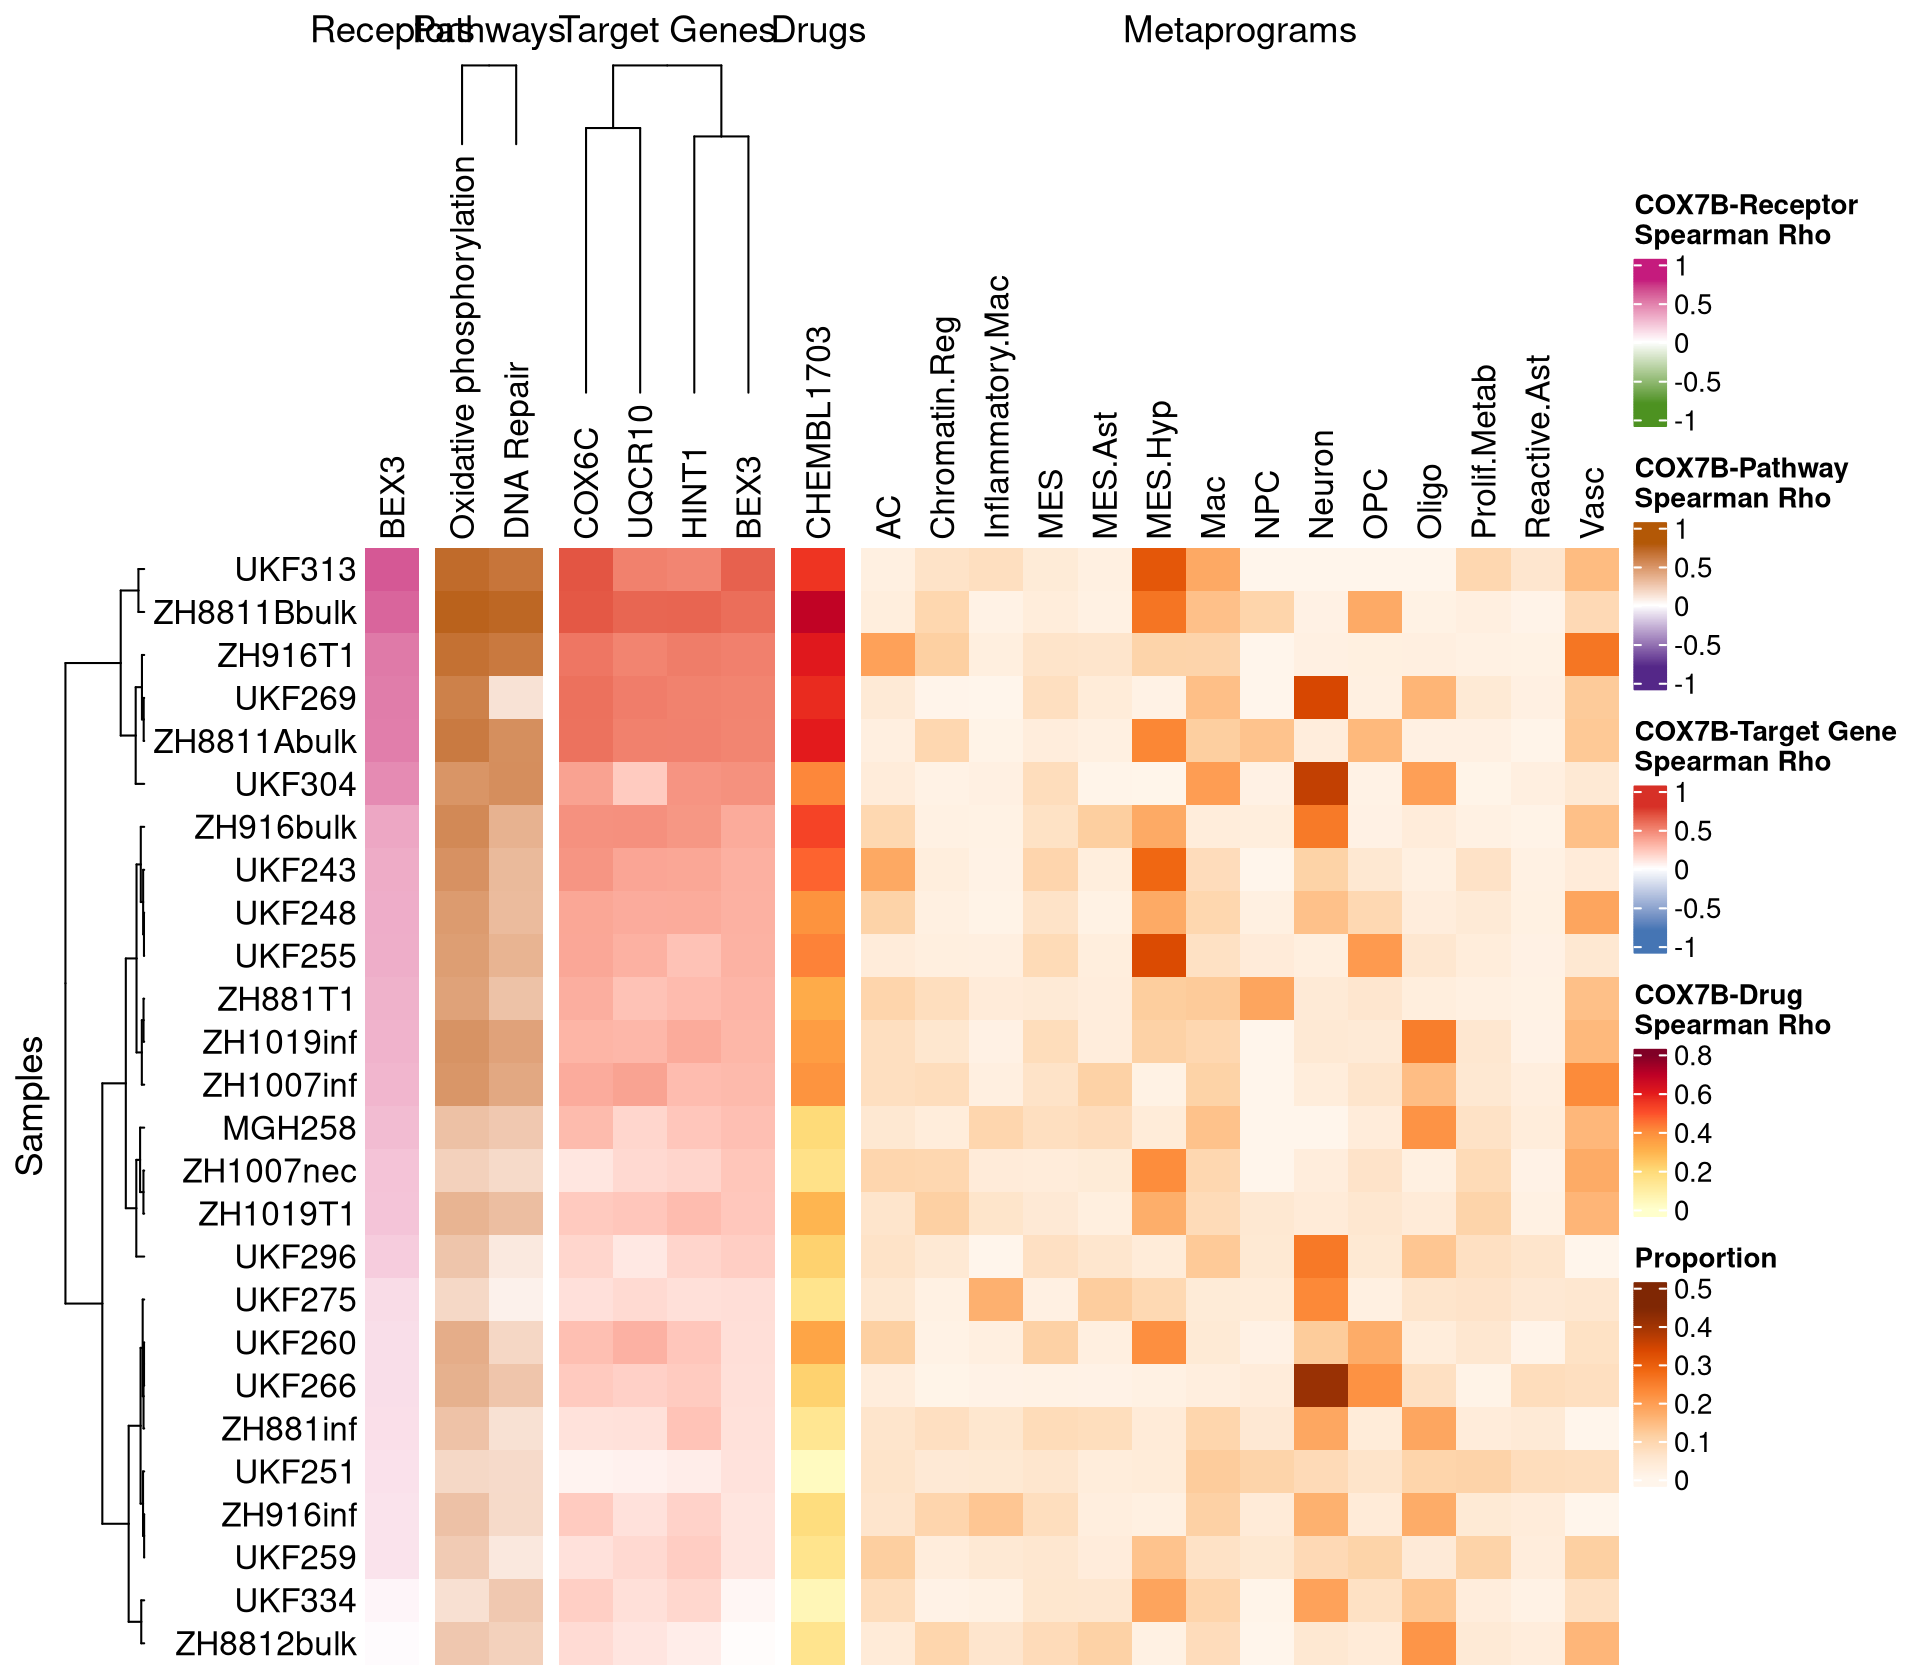 Receptors Pathways Target Genes Drugs Metaprograms
BEX3
Oxidative phosphorylation
DNA Repair
COX6C
UQCR10
HINT1
BEX3
CHEMBL1703
AC
Chromatin.Reg
Inflammatory.Mac
MES
MES.Ast
MES.Hyp
Mac
NPC
Neuron
OPC
Oligo
Prolif.Metab
Reactive.Ast
Vasc
Samples
UKF313
ZH8811Bbulk
ZH916T1
UKF269
ZH8811Abulk
UKF304
ZH916bulk
UKF243
UKF248
UKF255
ZH881T1
ZH1019inf
ZH1007inf
MGH258
ZH1007nec
ZH1019T1
UKF296
UKF275
UKF260
UKF266
ZH881inf
UKF251
ZH916inf
UKF259
UKF334
ZH8812bulk
COX7B-Receptor
Spearman Rho
1
0.5
0
-0.5
-1
COX7B-Pathway
Spearman Rho
1
0.5
0
-0.5
-1
COX7B-Target Gene
Spearman Rho
1
0.5
0
-0.5
-1
COX7B-Drug
Spearman Rho
0.8
0.6
0.4
0.2
0
Proportion
0.5
0.4
0.3
0.2
0.1
0